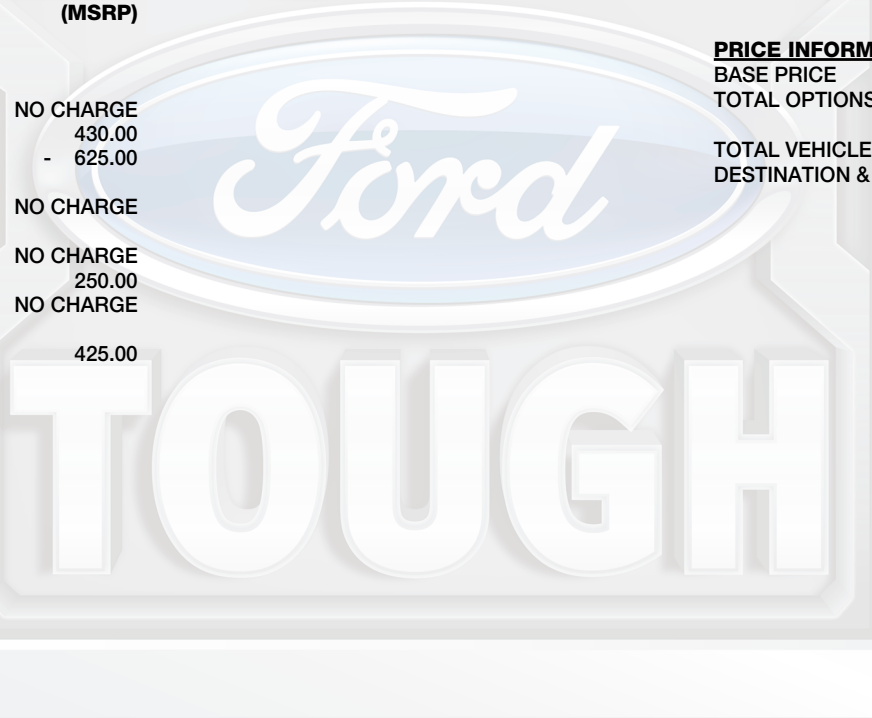 (MSRP)
NO CHARGE
430.00
- 625.00
NO CHARGE
NO CHARGE
250.00
NO CHARGE
425.00
PRICE INFORM
BASE PRICE
TOTAL OPTIONS
TOTAL VEHICLE
DESTINATION &
Ford
TOUGH